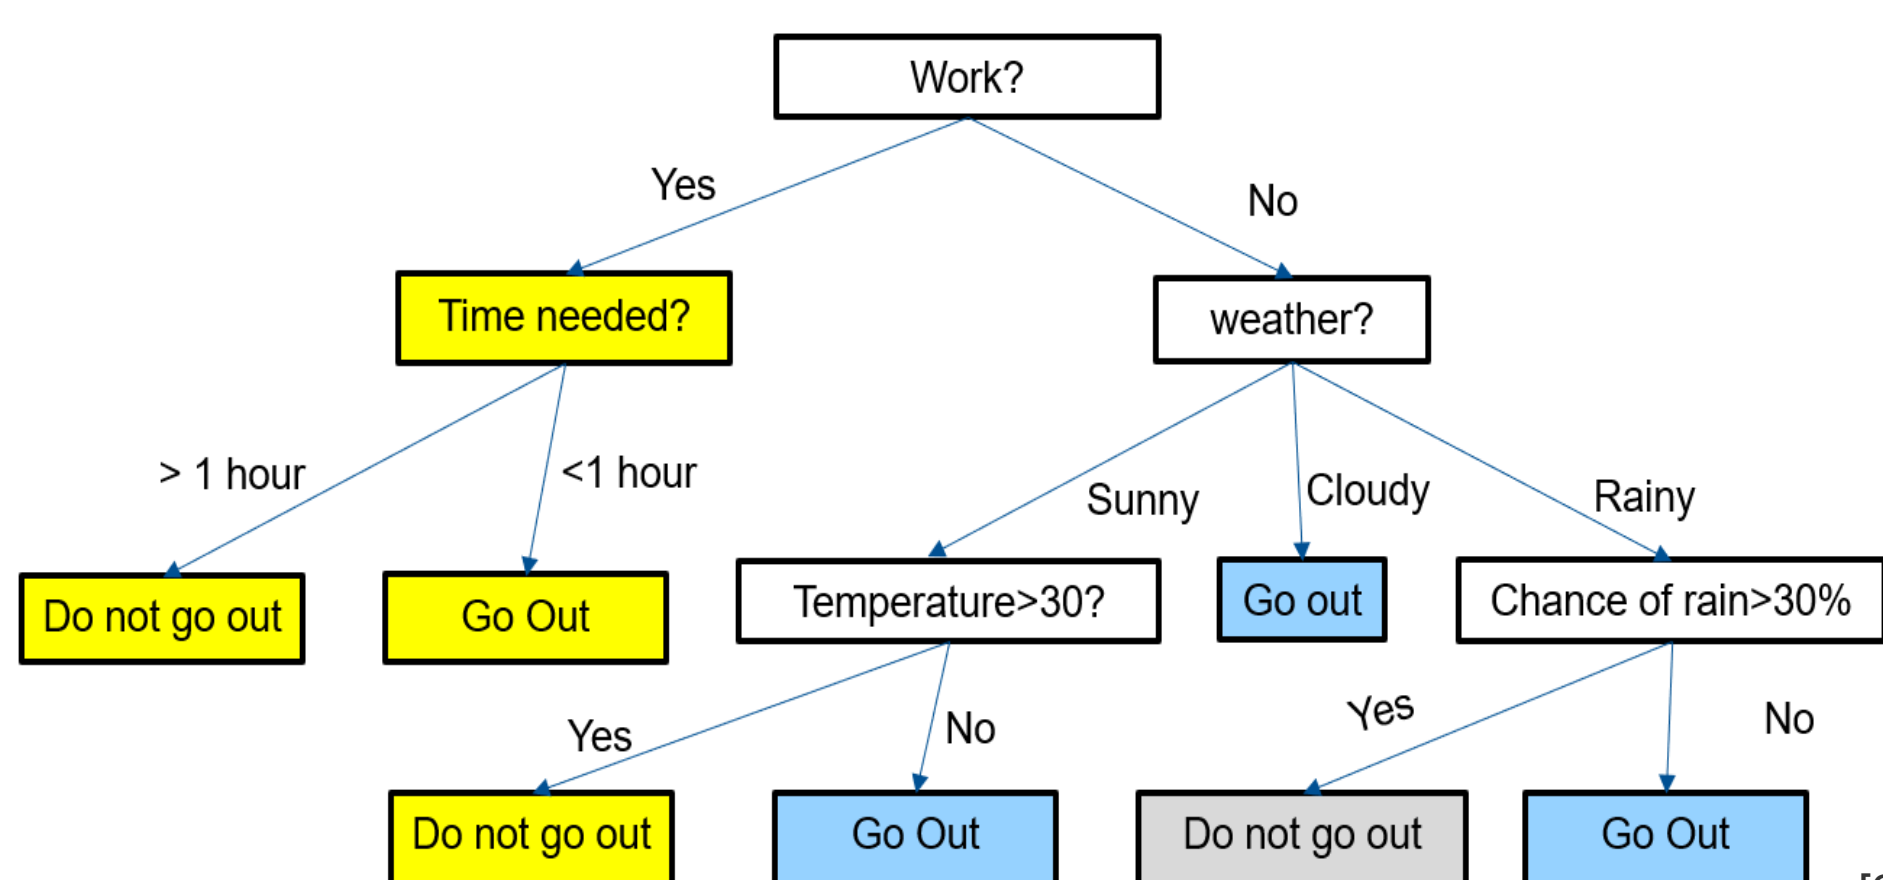 Work?
Yes
No
Time needed?
weather?
> 1 hour
<1 hour
Sunny
Cloudy
Rainy
Do not go out
Go Out
Temperature>30?
Go out
Chance of rain>30%
Yes
No
Yes
No
Do not go out
Go Out
Do not go out
Go Out